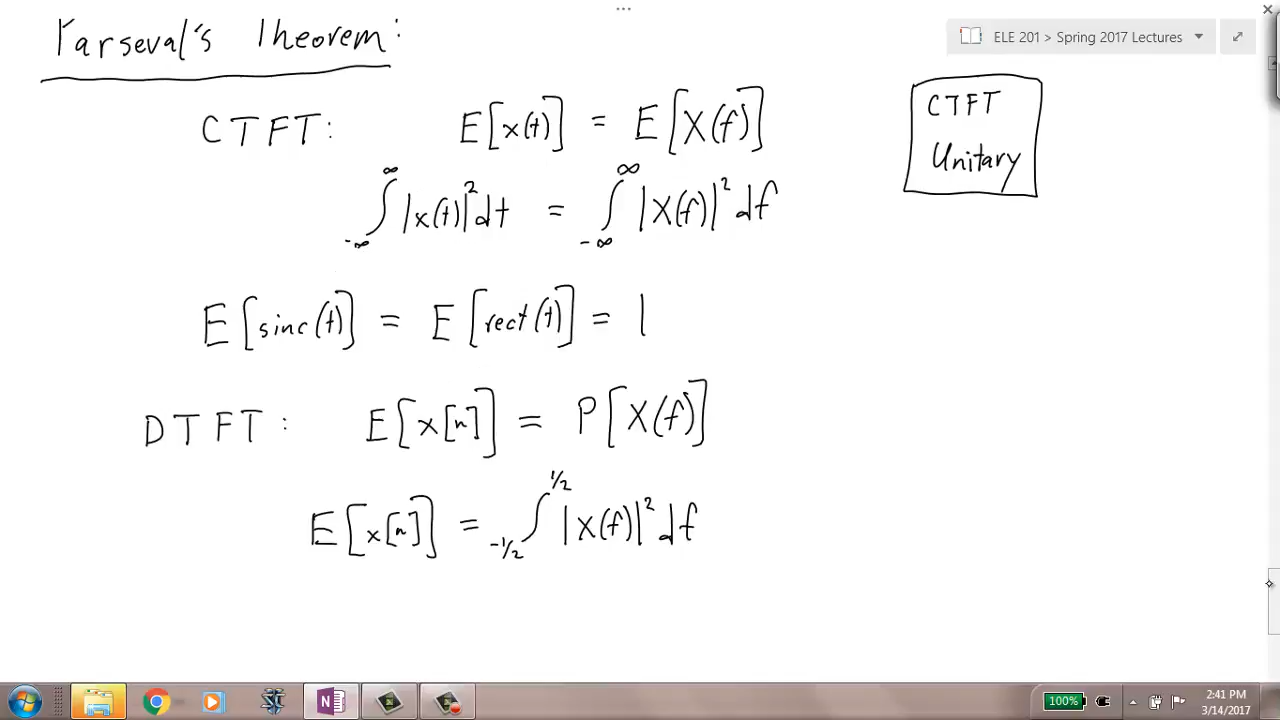 Parseval's Theorem:
ELE 201 > Spring 2017 Lectures
CTFT: E[x(t)] = E[X(f)]
CTFT
Unitary
∫_{-∞}^{∞} |x(t)|² dt = ∫_{-∞}^{∞} |X(f)|² df
E[sinc(t)] = E[rect(t)] = 1
DTFT: E[x[n]] = P[X(f)]
E[x[n]] = ∫_{-1/2}^{1/2} |X(f)|² df
100%
2:41 PM
3/14/2017